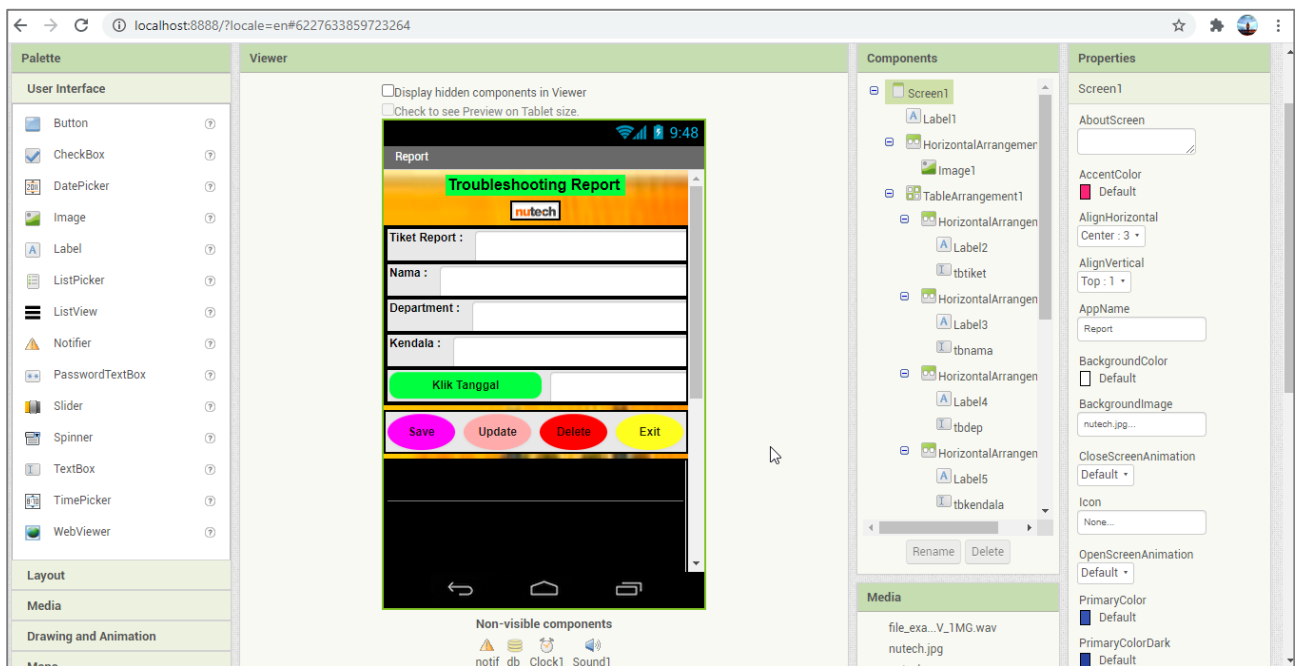 localhost:8888/?locale=en#6227633859723264
Palette
User Interface
Button
CheckBox
DatePicker
Image
Label
ListPicker
ListView
Notifier
PasswordTextBox
Slider
Spinner
TextBox
TimePicker
WebViewer
Layout
Media
Drawing and Animation
Maps
Viewer
Display hidden components in Viewer
Check to see Preview on Tablet size.
9:48
Report
Troubleshooting Report
nutech
Tiket Report :
Nama :
Department :
Kendala :
Klik Tanggal
Save Update Delete Exit
Non-visible components
notif db Clock1 Sound1
Components
Screen1
Label1
HorizontalArrangemen
Image1
TableArrangement1
HorizontalArrangen
Label2
tbtiket
HorizontalArrangen
Label3
tbnama
HorizontalArrangen
Label4
tbdep
HorizontalArrangen
Label5
tbkendala
Rename Delete
Media
file_exa...V_1MG.wav
nutech.jpg
Properties
Screen1
AboutScreen
AccentColor
Default
AlignHorizontal
Center : 3
AlignVertical
Top : 1
AppName
Report
BackgroundColor
Default
BackgroundImage
nutech.jpg...
CloseScreenAnimation
Default
Icon
None...
OpenScreenAnimation
Default
PrimaryColor
Default
PrimaryColorDark
Default